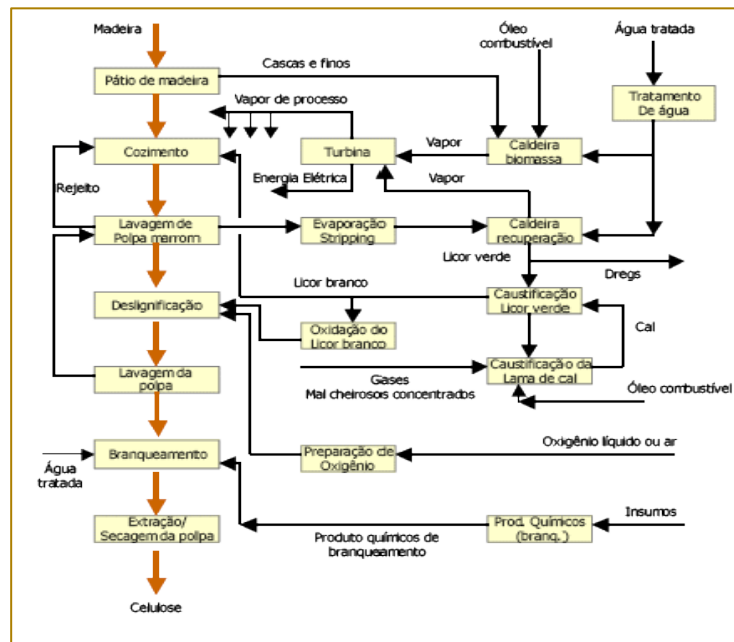 Madeira
Óleo
combustível
Água tratada
Cascas e finos
Pátio de madeira
Tratamento
De água
Vapor de processo
Cozimento
Turbina
Vapor
Caldeira
biomassa
Rejeito
Energia Elétrica
Vapor
Lavagem de
Polpa marrom
Evaporação
Stripping
Caldeira
recuperação
Licor verde
Dregs
Licor branco
Caustificação
Licor verde
Deslignificação
Oxidação do
Licor branco
Cal
Lavagem da
polpa
Gases
Mal cheirosois concentrados
Caustificação da
Lama de cal
Óleo combustível
Oxigênio líquido ou ar
Branqueamento
Preparação de
Oxigênio
Água
tratada
Insumos
Extração/
Secagem da polpa
Produto químicos de
branqueamento
Prod. Químicos
(branq.)
Celulose